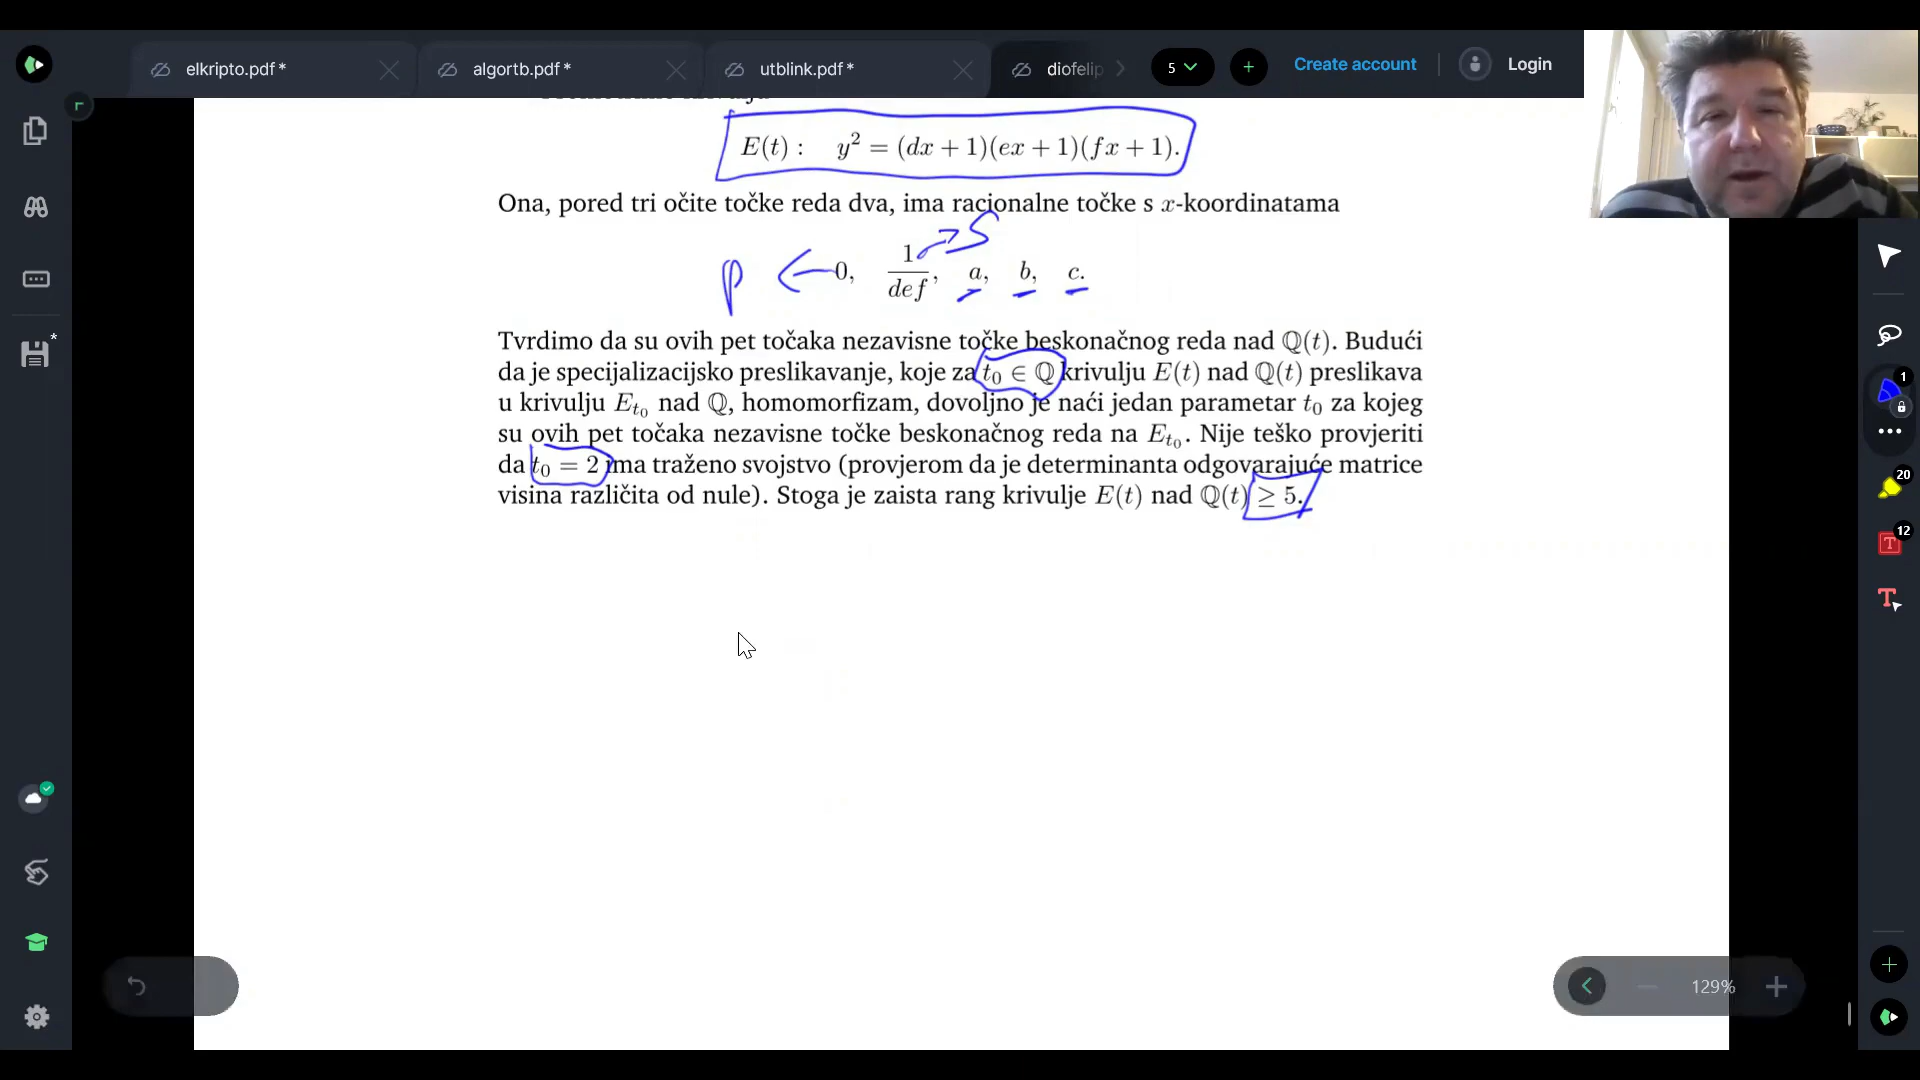 elkripto.pdf *
algortb.pdf *
utblink.pdf *
diofelip
5
Create account
Login
E(t) : y² = (dx + 1)(ex + 1)(fx + 1).
Ona, pored tri očite točke reda dva, ima racionalne točke s x-koordinatama
P ← 0, 1/def, → S a, b, c.
Tvrdimo da su ovih pet točaka nezavisne točke beskonačnog reda nad ℚ(t). Budući
da je specijalizacijsko preslikavanje, koje za t₀ ∈ ℚ krivulju E(t) nad ℚ(t) preslikava
u krivulju Eₜ₀ nad ℚ, homomorfizam, dovoljno je naći jedan parametar t₀ za kojeg
su ovih pet točaka nezavisne točke beskonačnog reda na Eₜ₀. Nije teško provjeriti
da t₀ = 2 ima traženo svojstvo (provjerom da je determinanta odgovarajuće matrice
visina različita od nule). Stoga je zaista rang krivulje E(t) nad ℚ(t) ≥ 5.
1
20
12
129%